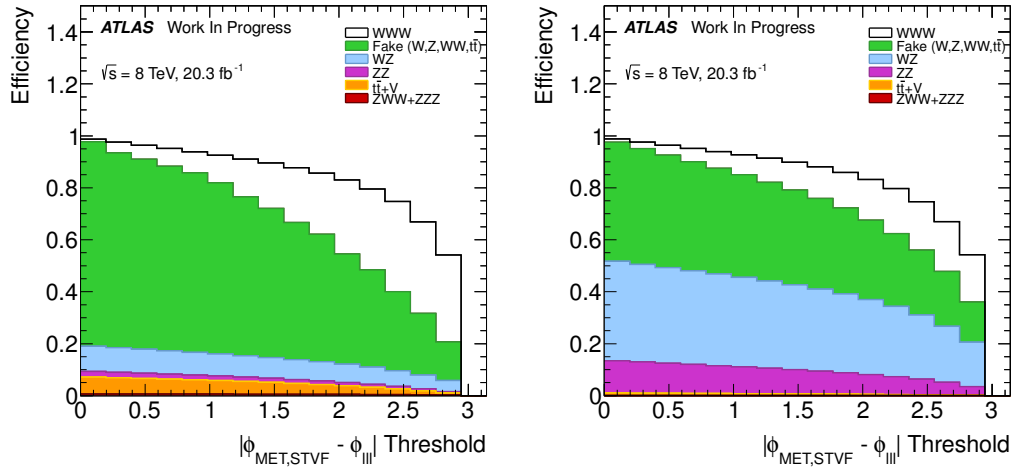 Efficiency
1.4
1.2
1
0.8
0.6
0.4
0.2
0
ATLAS Work In Progress
√s = 8 TeV, 20.3 fb⁻¹
WWW
Fake (W,Z,WW,tt̄)
WZ
ZZ
tt̄+V
ZWW+ZZZ
0 0.5 1 1.5 2 2.5 3
|ϕMET,STVF - ϕlll| Threshold
Efficiency
1.4
1.2
1
0.8
0.6
0.4
0.2
0
ATLAS Work In Progress
√s = 8 TeV, 20.3 fb⁻¹
WWW
Fake (W,Z,WW,tt̄)
WZ
ZZ
tt̄+V
ZWW+ZZZ
0 0.5 1 1.5 2 2.5 3
|ϕMET,STVF - ϕlll| Threshold